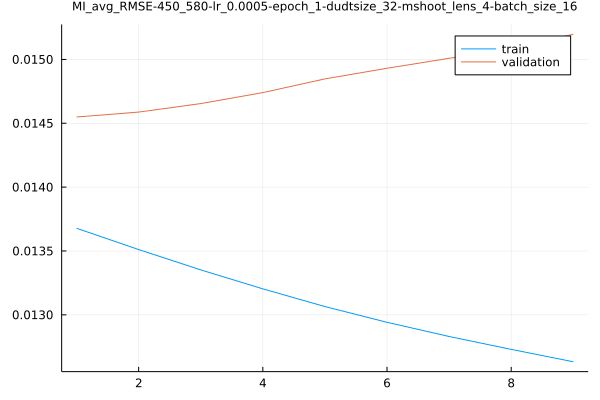 MI_avg_RMSE-450_580-lr_0.0005-epoch_1-dudtsize_32-mshoot_lens_4-batch_size_16
train
validation
0.0150
0.0145
0.0140
0.0135
0.0130
2 4 6 8